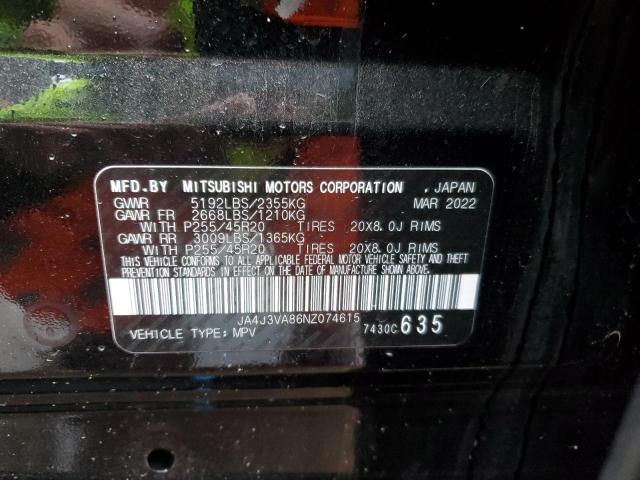 MFD.BY MITSUBISHI MOTORS CORPORATION . JAPAN
GVWR 5192LBS/2355KG MAR 2022
GAWR FR 2668LBS/1210KG
WITH P255/45R20 TIRES 20X8.0J RIMS
GAWR RR 3009LBS/1365KG
WITH P255/45R20 TIRES 20X8.0J RIMS
THIS VEHICLE CONFORMS TO ALL APPLICABLE FEDERAL MOTOR VEHICLE SAFETY AND
THEFT PREVENTION STANDARDS IN EFFECT ON THE DATE OF MANUFACTURE SHOWN ABOVE.
JA4J3VA86NZ074615
VEHICLE TYPE: MPV 7430C 635